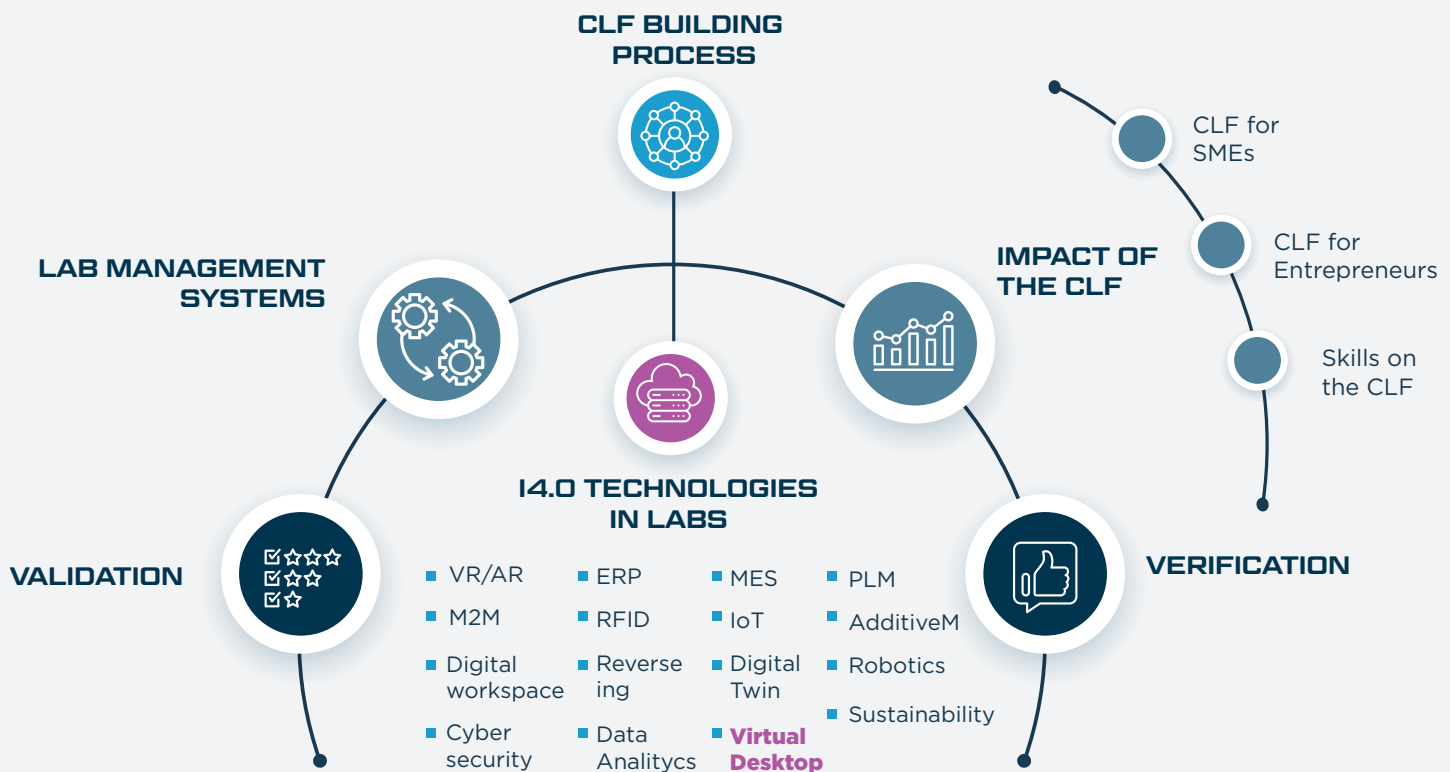 CLF BUILDING
PROCESS
LAB MANAGEMENT
SYSTEMS
IMPACT OF
THE CLF
CLF for
SMEs
CLF for
Entrepreneurs
Skills on
the CLF
VALIDATION
I4.0 TECHNOLOGIES
IN LABS
VERIFICATION
VR/AR
M2M
Digital
workspace
Cyber
security
ERP
RFID
Reverse
ing
Data
Analitycs
MES
IoT
Digital
Twin
Virtual
Desktop
PLM
AdditiveM
Robotics
Sustainability